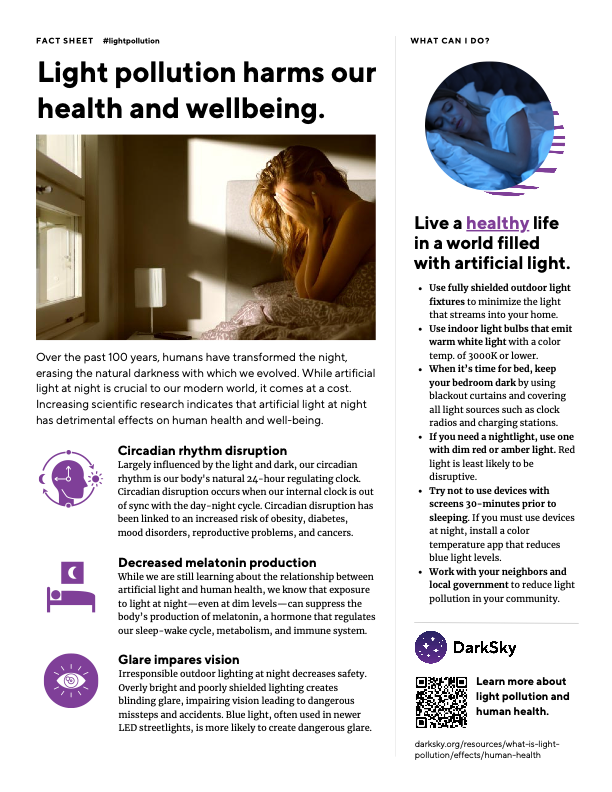 FACT SHEET #lightpollution
Light pollution harms our
health and wellbeing.
Over the past 100 years, humans have transformed the night,
erasing the natural darkness with which we evolved. While artificial
light at night is crucial to our modern world, it comes at a cost.
Increasing scientific research indicates that artificial light at night
has detrimental effects on human health and well-being.
Circadian rhythm disruption
Largely influenced by the light and dark, our circadian
rhythm is our body's natural 24-hour regulating clock.
Circadian disruption occurs when our internal clock is out
of sync with the day-night cycle. Circadian disruption has
been linked to an increased risk of obesity, diabetes,
mood disorders, reproductive problems, and cancers.
Decreased melatonin production
While we are still learning about the relationship between
artificial light and human health, we know that exposure
to light at night—even at dim levels—can suppress the
body's production of melatonin, a hormone that regulates
our sleep-wake cycle, metabolism, and immune system.
Glare impares vision
Irresponsible outdoor lighting at night decreases safety.
Overly bright and poorly shielded lighting creates
blinding glare, impairing vision leading to dangerous
missteps and accidents. Blue light, often used in newer
LED streetlights, is more likely to create dangerous glare.
WHAT CAN I DO?
Live a healthy life
in a world filled
with artificial light.
• Use fully shielded outdoor light
fixtures to minimize the light
that streams into your home.
• Use indoor light bulbs that emit
warm white light with a color
temp. of 3000K or lower.
• When it's time for bed, keep
your bedroom dark by using
blackout curtains and covering
all light sources such as clock
radios and charging stations.
• If you need a nightlight, use one
with dim red or amber light. Red
light is least likely to be
disruptive.
• Try not to use devices with
screens 30-minutes prior to
sleeping. If you must use devices
at night, install a color
temperature app that reduces
blue light levels.
• Work with your neighbors and
local government to reduce light
pollution in your community.
DarkSky
Learn more about
light pollution and
human health.
darksky.org/resources/what-is-light-
pollution/effects/human-health